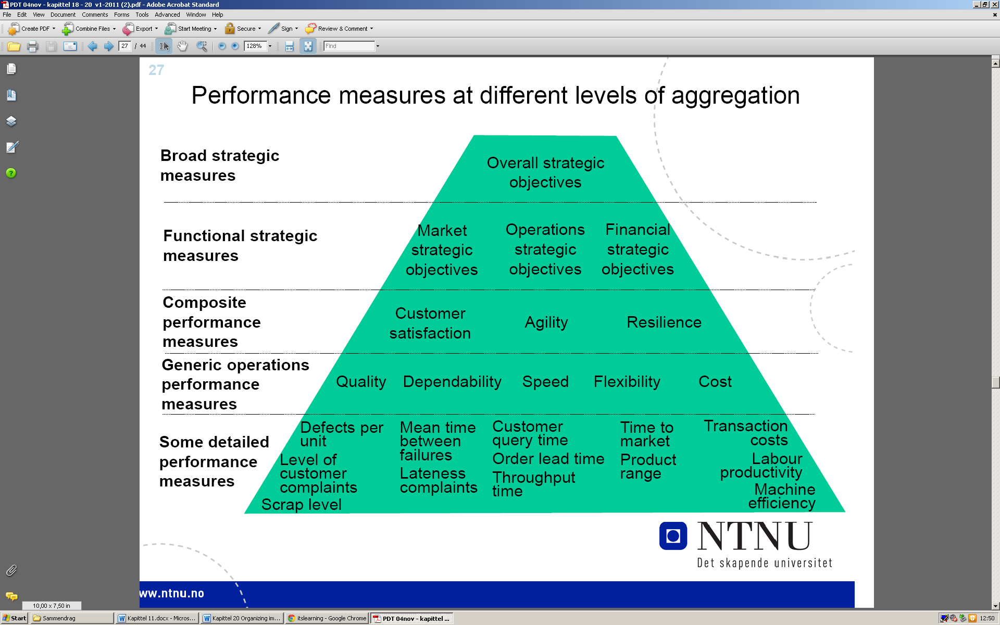 PDT 04nov - kapittel 18 - 20 v1-2011 (2).pdf - Adobe Acrobat Standard
File Edit View Document Comments Forms Tools Advanced Window Help
Create PDF Combine Files Export Start Meeting Secure Sign Review & Comment
27 / 44 128% Find
27
Performance measures at different levels of aggregation
Broad strategic
measures
Overall strategic
objectives
Functional strategic
measures
Market
strategic
objectives
Operations
strategic
objectives
Financial
strategic
objectives
Composite
performance
measures
Customer
satisfaction
Agility
Resilience
Generic operations
performance
measures
Quality Dependability Speed Flexibility Cost
Some detailed
performance
measures
Defects per
unit
Level of
customer
complaints
Scrap level
Mean time
between
failures
Lateness
complaints
Customer
query time
Order lead time
Throughput
time
Time to
market
Product
range
Transaction
costs
Labour
productivity
Machine
efficiency
NTNU
Det skapende universitet
ww.ntnu.no
10,00 x 7,50 in
Start Sammendrag Kapittel 11.docx - Micros... Kapittel 20 Organizing im... itslearning - Google Chrome PDT 04nov - kapittel ... 12:50